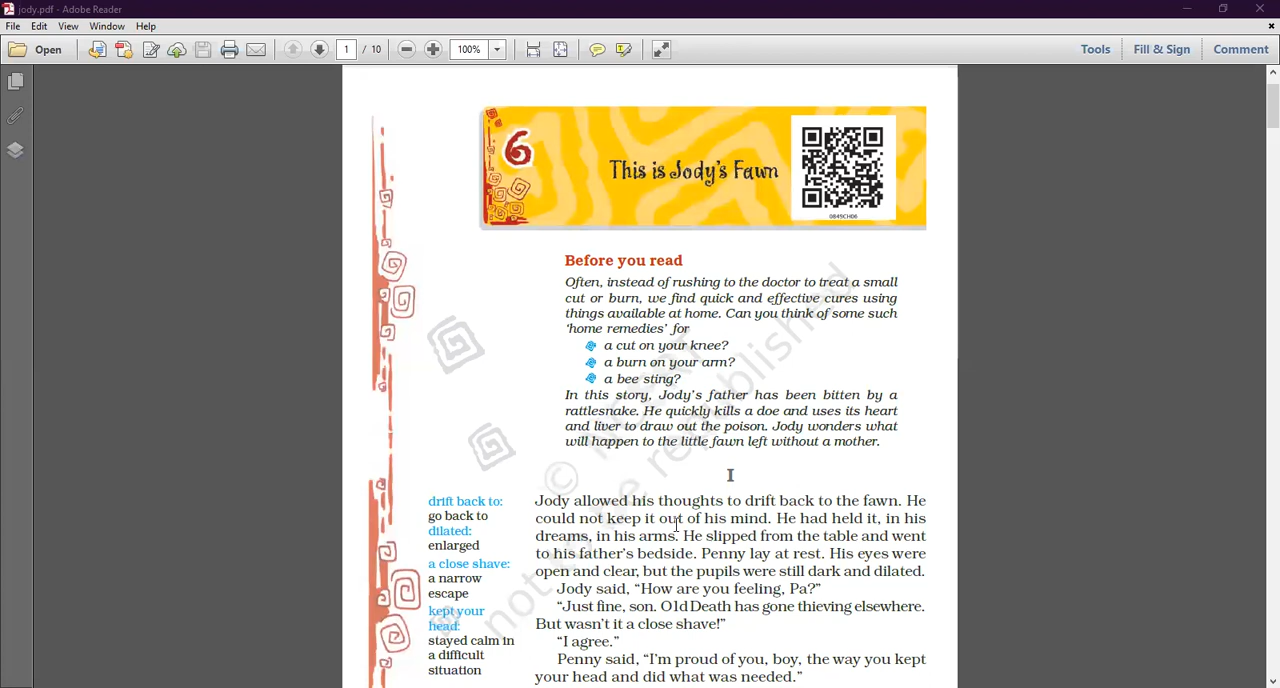 jody.pdf - Adobe Reader
File Edit View Window Help
Open 1 / 10 100% Tools Fill & Sign Comment
6
This is Jody's Fawn
0845CH06
Before you read
Often, instead of rushing to the doctor to treat a small
cut or burn, we find quick and effective cures using
things available at home. Can you think of some such
‘home remedies’ for
a cut on your knee?
a burn on your arm?
a bee sting?
In this story, Jody's father has been bitten by a
rattlesnake. He quickly kills a doe and uses its heart
and liver to draw out the poison. Jody wonders what
will happen to the little fawn left without a mother.
I
drift back to:
go back to
dilated:
enlarged
a close shave:
a narrow
escape
kept your
head:
stayed calm in
a difficult
situation
Jody allowed his thoughts to drift back to the fawn. He
could not keep it out of his mind. He had held it, in his
dreams, in his arms. He slipped from the table and went
to his father's bedside. Penny lay at rest. His eyes were
open and clear, but the pupils were still dark and dilated.
Jody said, “How are you feeling, Pa?”
“Just fine, son. Old Death has gone thieving elsewhere.
But wasn't it a close shave!”
“I agree.”
Penny said, “I'm proud of you, boy, the way you kept
your head and did what was needed.”
not be republished